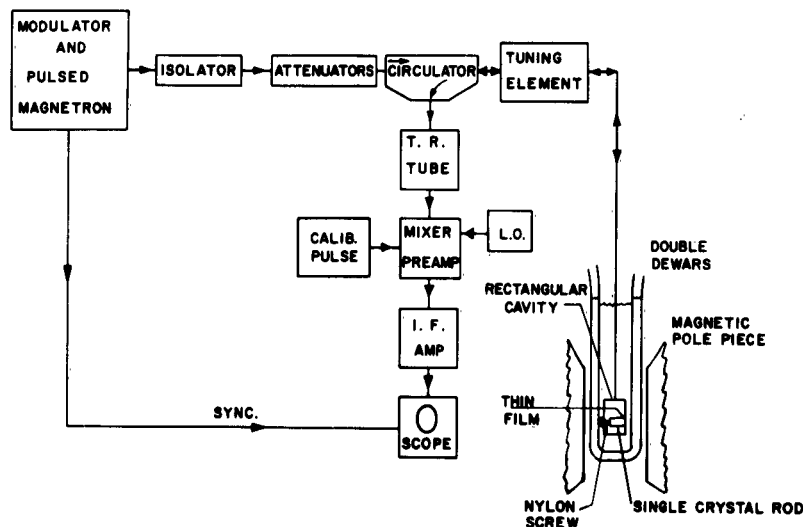 MODULATOR
AND
PULSED
MAGNETRON
ISOLATOR
ATTENUATORS
CIRCULATOR
TUNING
ELEMENT
T. R.
TUBE
CALIB.
PULSE
MIXER
PREAMP
L.O.
I. F.
AMP
SYNC.
SCOPE
DOUBLE
DEWARS
RECTANGULAR
CAVITY
MAGNETIC
POLE PIECE
THIN
FILM
NYLON
SCREW
SINGLE CRYSTAL ROD